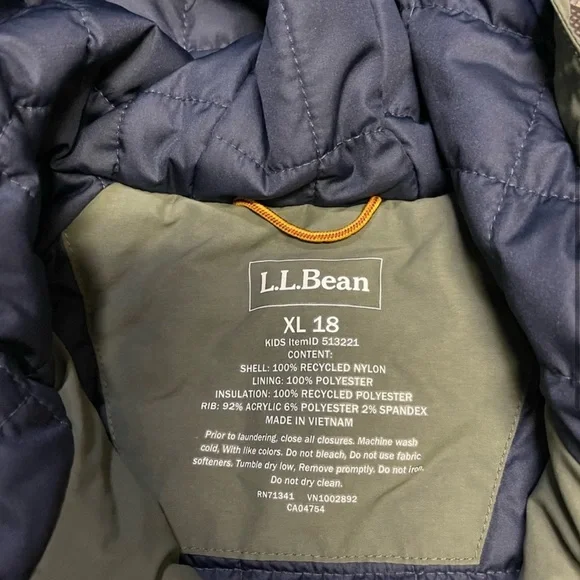 L.L.Bean
XL 18
KIDS ItemID 513221
CONTENT:
SHELL: 100% RECYCLED NYLON
LINING: 100% POLYESTER
INSULATION: 100% RECYCLED POLYESTER
RIB: 92% ACRYLIC 6% POLYESTER 2% SPANDEX
MADE IN VIETNAM
Prior to laundering, close all closures. Machine wash
cold, With like colors. Do not bleach, Do not use fabric
softeners. Tumble dry low, Remove promptly. Do not iron.
Do not dry clean.
RN71341 VN1002892
CA04754